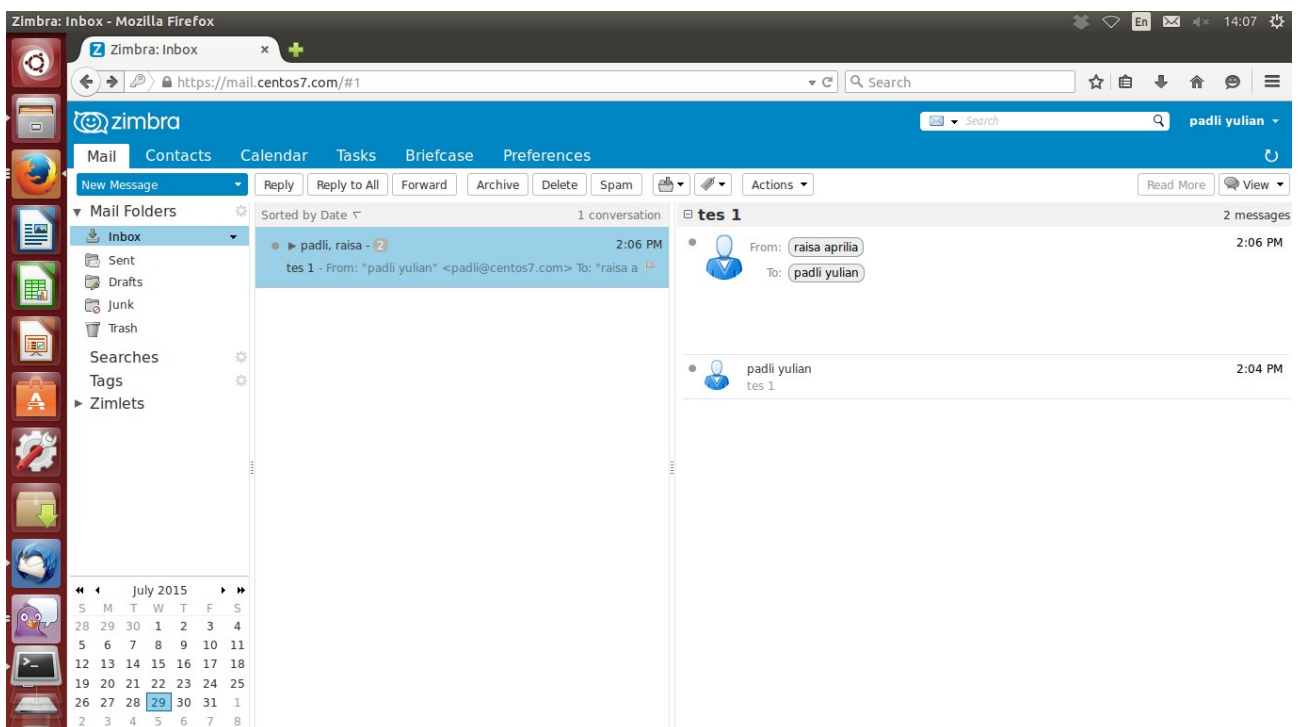 Zimbra: Inbox - Mozilla Firefox
En
14:07
Z Zimbra: Inbox
https://mail.centos7.com/#1
Search
zimbra
Search
padli yulian
Mail Contacts Calendar Tasks Briefcase Preferences
New Message
Reply Reply to All Forward Archive Delete Spam Actions
Read More View
Mail Folders
Inbox
Sent
Drafts
Junk
Trash
Searches
Tags
Zimlets
July 2015
S M T W T F S
28 29 30 1 2 3 4
5 6 7 8 9 10 11
12 13 14 15 16 17 18
19 20 21 22 23 24 25
26 27 28 29 30 31 1
2 3 4 5 6 7 8
Sorted by Date 1 conversation
padli, raisa - 2 2:06 PM
tes 1 - From: "padli yulian" <padli@centos7.com> To: "raisa a
tes 1 2 messages
From: raisa aprilia 2:06 PM
To: padli yulian
padli yulian 2:04 PM
tes 1